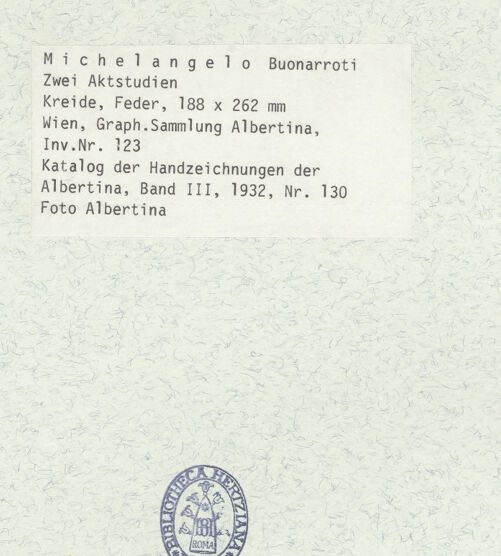 Michelangelo Buonarroti
Zwei Aktstudien
Kreide, Feder, 188 x 262 mm
Wien, Graph.Sammlung Albertina,
Inv.Nr. 123
Katalog der Handzeichnungen der
Albertina, Band III, 1932, Nr. 130
Foto Albertina
BIBLIOTHECA HERTZIANA
ROMA